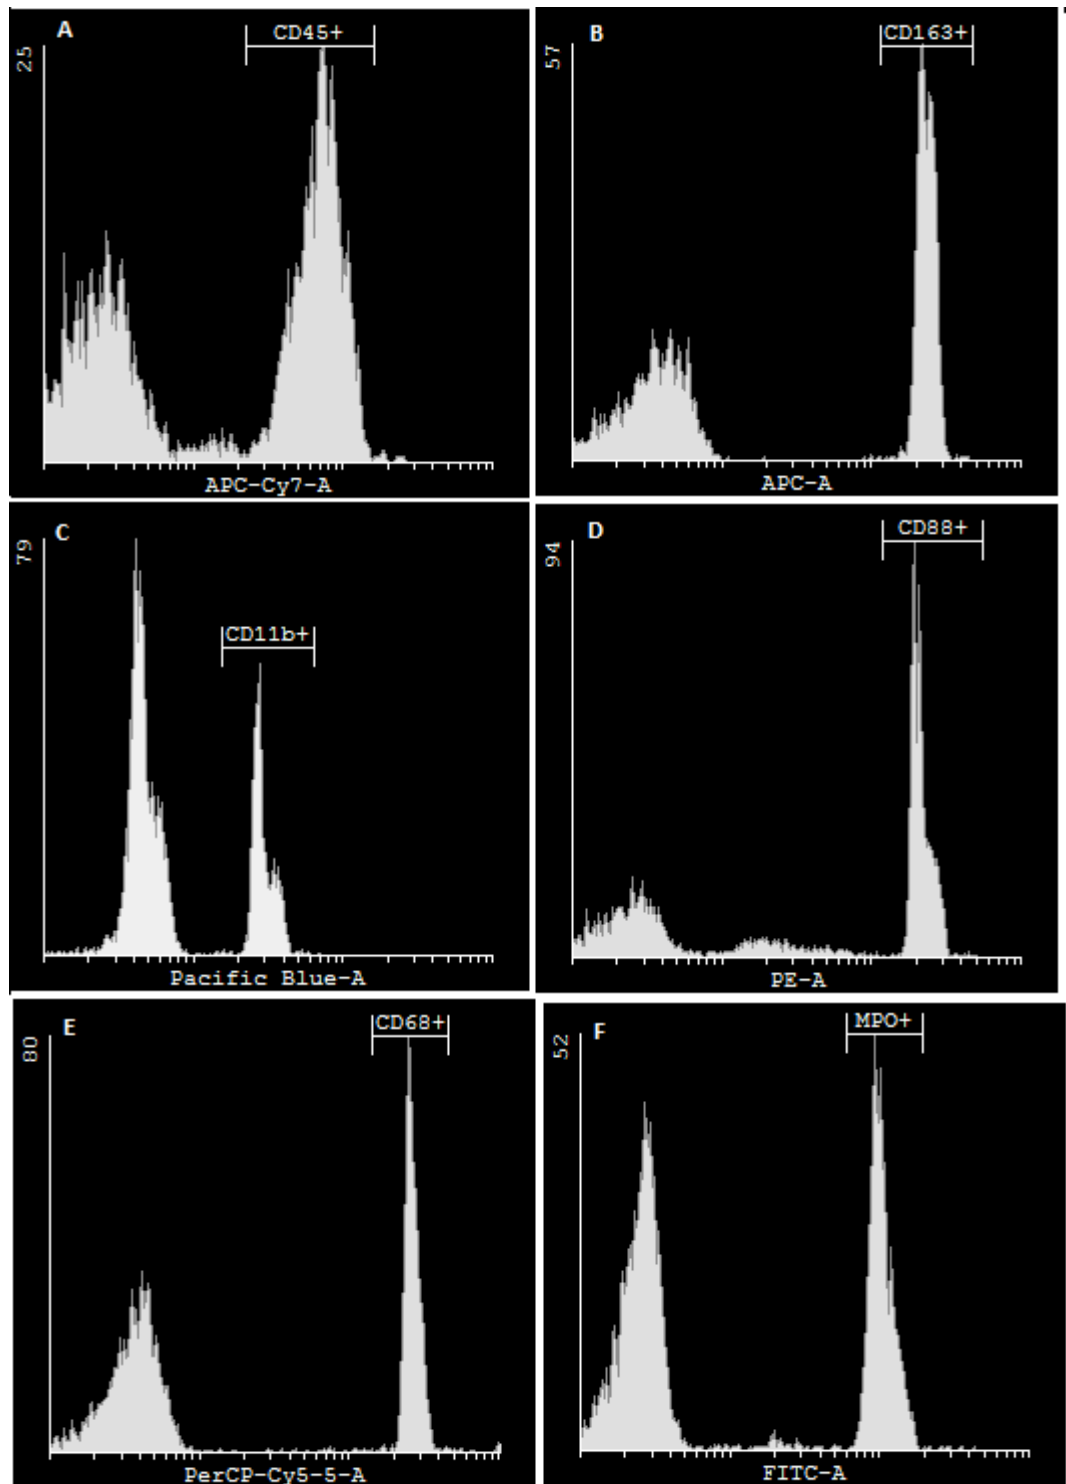 A
CD45+
25
APC-Cy7-A
B
CD163+
57
APC-A
C
79
CD11b+
Pacific Blue-A
D
CD88+
94
PE-A
E
CD68+
80
PerCP-Cy5-5-A
F
MPO+
52
FITC-A